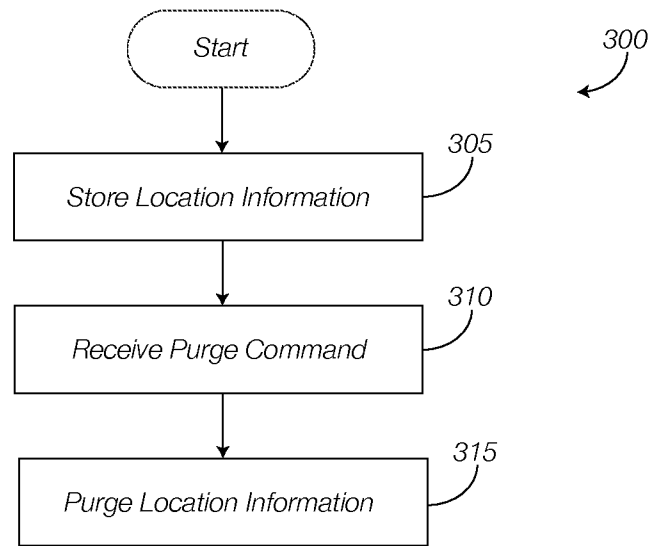 Start
300
305
Store Location Information
310
Receive Purge Command
315
Purge Location Information